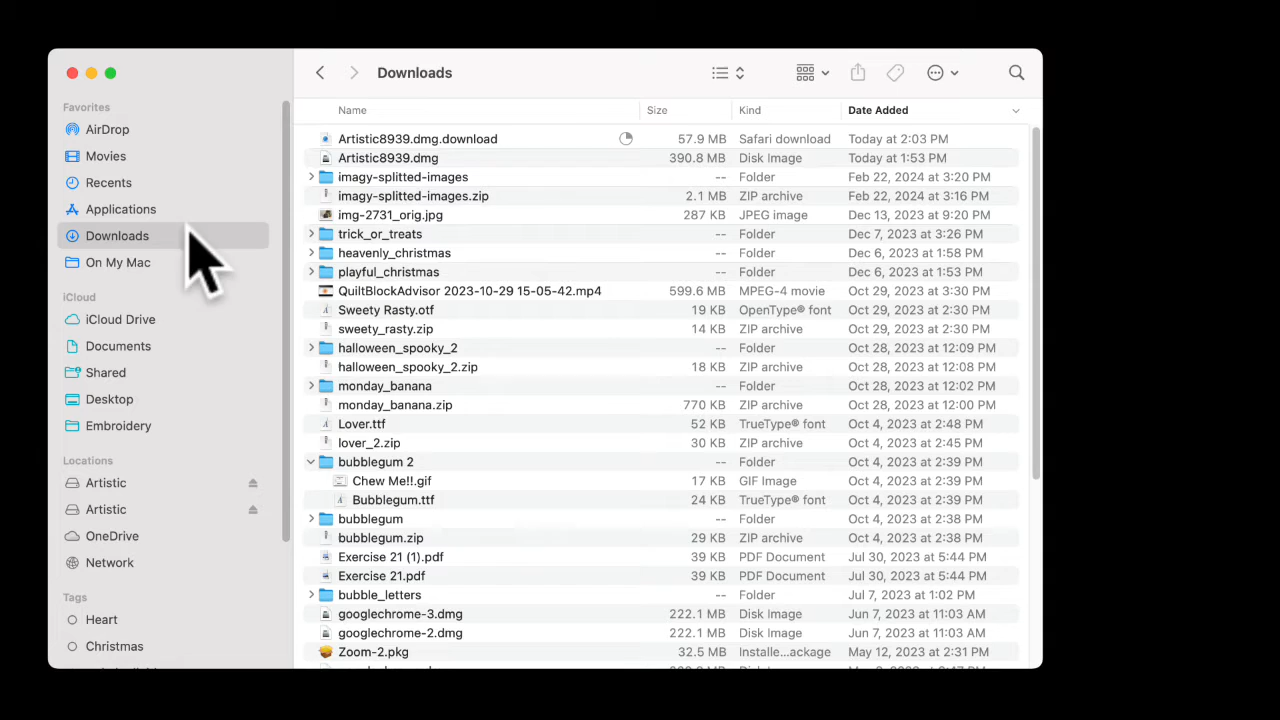 Downloads
Favorites
AirDrop
Movies
Recents
Applications
Downloads
On My Mac
iCloud
iCloud Drive
Documents
Shared
Desktop
Embroidery
Locations
Artistic
Artistic
OneDrive
Network
Tags
Heart
Christmas
Name Size Kind Date Added
Artistic8939.dmg.download 57.9 MB Safari download Today at 2:03 PM
Artistic8939.dmg 390.8 MB Disk Image Today at 1:53 PM
imagy-splitted-images -- Folder Feb 22, 2024 at 3:20 PM
imagy-splitted-images.zip 2.1 MB ZIP archive Feb 22, 2024 at 3:16 PM
img-2731_orig.jpg 287 KB JPEG image Dec 13, 2023 at 9:20 PM
trick_or_treats -- Folder Dec 7, 2023 at 3:26 PM
heavenly_christmas -- Folder Dec 6, 2023 at 1:58 PM
playful_christmas -- Folder Dec 6, 2023 at 1:53 PM
QuiltBlockAdvisor 2023-10-29 15-05-42.mp4 599.6 MB MPEG-4 movie Oct 29, 2023 at 3:30 PM
Sweety Rasty.otf 19 KB OpenType® font Oct 29, 2023 at 2:30 PM
sweety_rasty.zip 14 KB ZIP archive Oct 29, 2023 at 2:30 PM
halloween_spooky_2 -- Folder Oct 28, 2023 at 12:09 PM
halloween_spooky_2.zip 18 KB ZIP archive Oct 28, 2023 at 12:08 PM
monday_banana -- Folder Oct 28, 2023 at 12:02 PM
monday_banana.zip 770 KB ZIP archive Oct 28, 2023 at 12:00 PM
Lover.ttf 52 KB TrueType® font Oct 4, 2023 at 2:48 PM
lover_2.zip 30 KB ZIP archive Oct 4, 2023 at 2:45 PM
bubblegum 2 -- Folder Oct 4, 2023 at 2:39 PM
Chew Me!!.gif 17 KB GIF Image Oct 4, 2023 at 2:39 PM
Bubblegum.ttf 24 KB TrueType® font Oct 4, 2023 at 2:39 PM
bubblegum -- Folder Oct 4, 2023 at 2:38 PM
bubblegum.zip 29 KB ZIP archive Oct 4, 2023 at 2:38 PM
Exercise 21 (1).pdf 39 KB PDF Document Jul 30, 2023 at 5:44 PM
Exercise 21.pdf 39 KB PDF Document Jul 30, 2023 at 5:44 PM
bubble_letters -- Folder Jul 7, 2023 at 1:02 PM
googlechrome-3.dmg 222.1 MB Disk Image Jun 7, 2023 at 11:03 AM
googlechrome-2.dmg 222.1 MB Disk Image Jun 7, 2023 at 11:03 AM
Zoom-2.pkg 32.5 MB Installe...ackage May 12, 2023 at 2:31 PM